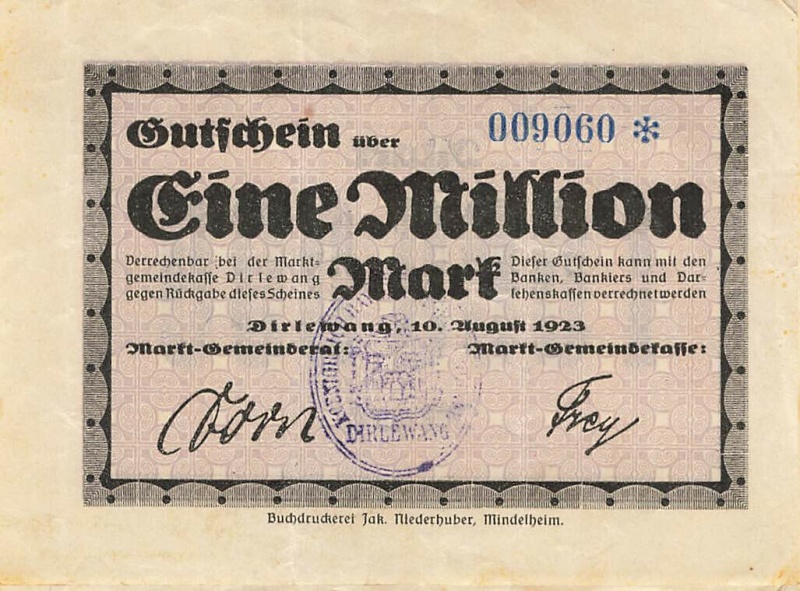 Gutschein über
009060 *
Eine Million
Mark
Verrechenbar bei der Markt-
gemeindekasse Dirlewang
gegen Rückgabe dieses Scheines
Dieser Gutschein kann mit den
Banken, Bankiers und Dar-
lehenskassen verrechnet werden
Dirlewang, 10. August 1923
Markt-Gemeinderat:
Markt-Gemeindekasse:
Dorn
Frey
DIRLEWANG
Buchdruckerei Jak. Niederhuber, Mindelheim.